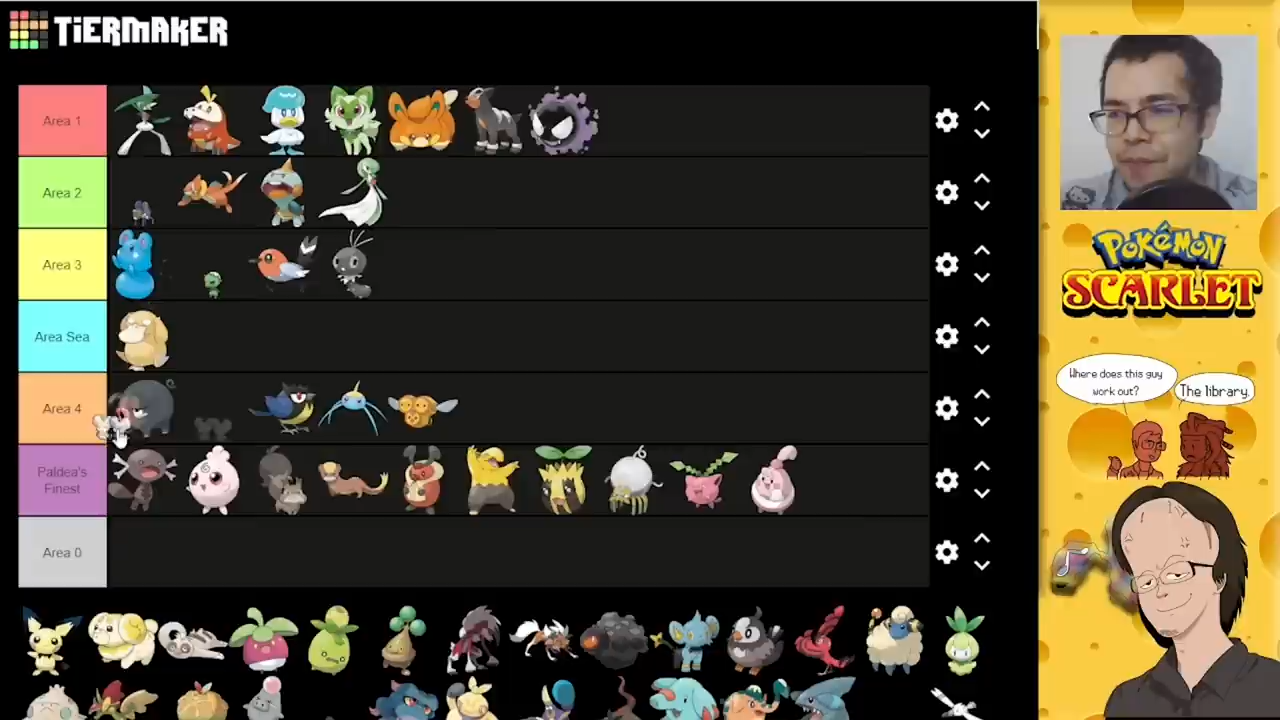 TiERMAKER
Area 1
Area 2
Area 3
Area Sea
Area 4
Paldea's
Finest
Area 0
POKéMON
SCARLET
Where does this guy
work out?
The library.